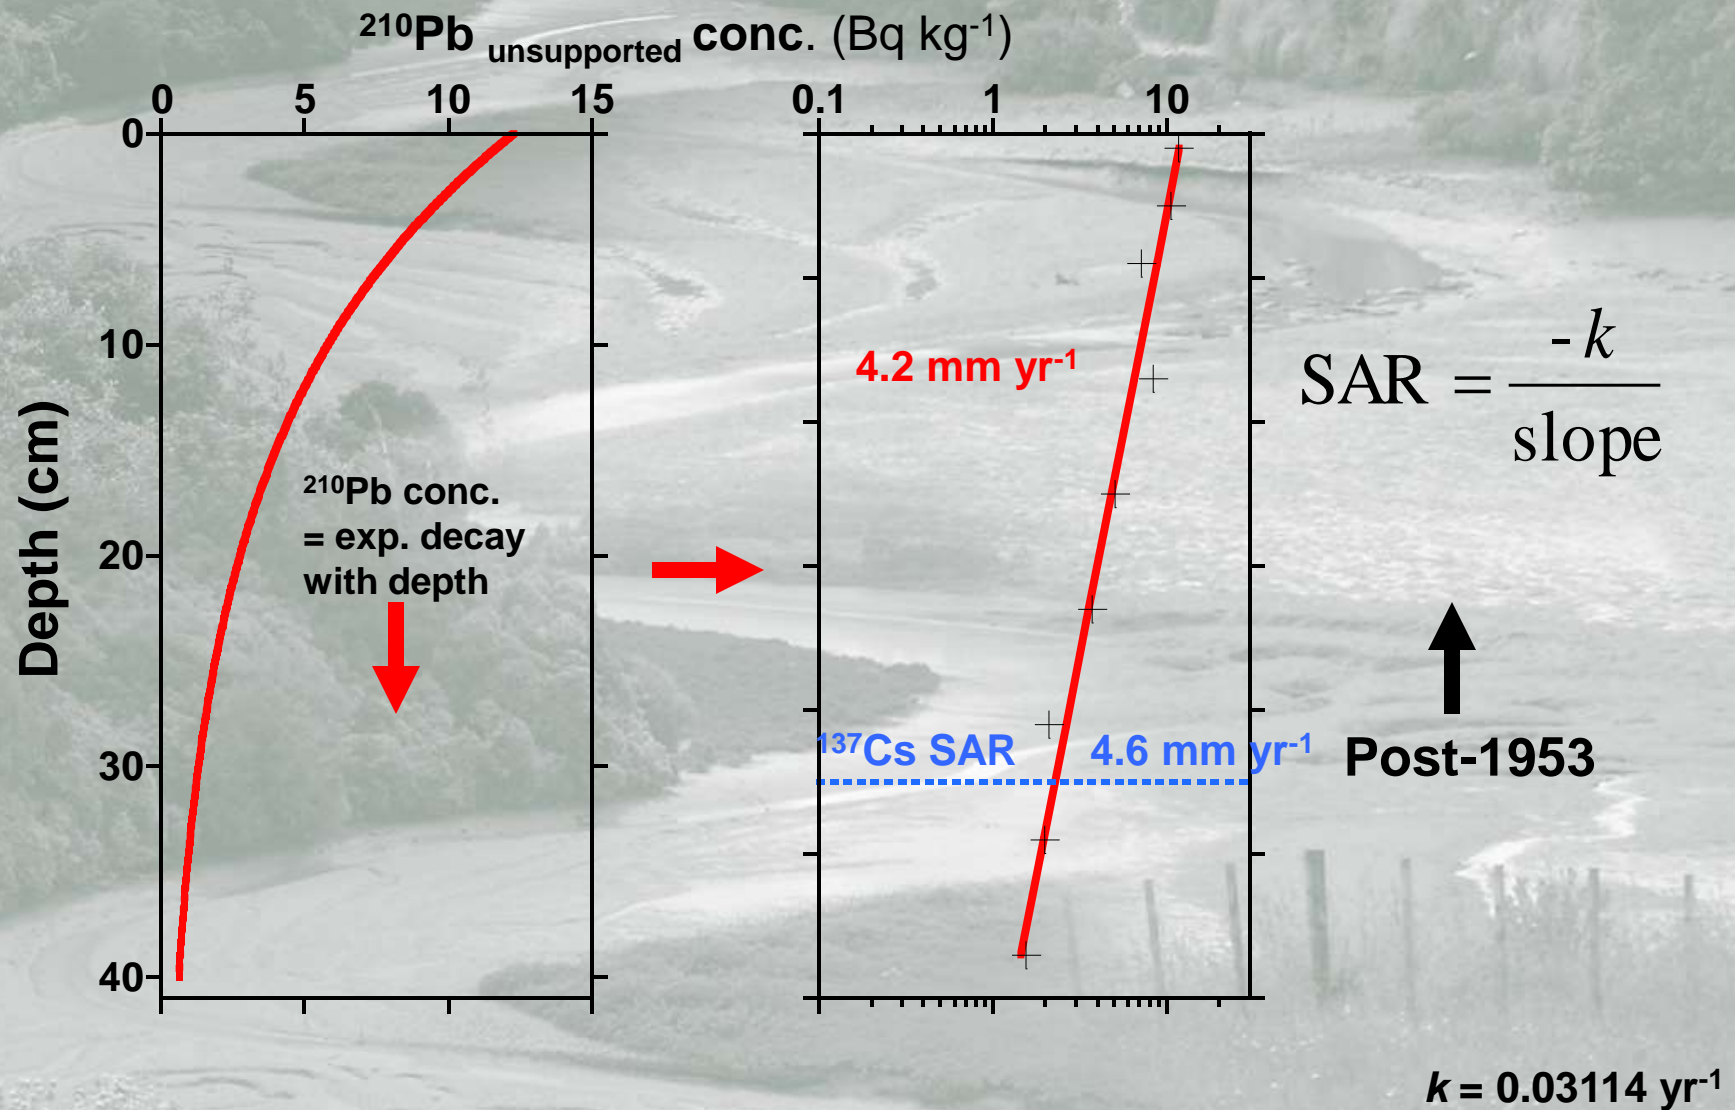 ²¹⁰Pb unsupported conc. (Bq kg⁻¹)
0 5 10 15
0.1 1 10
0
10
20
30
40
Depth (cm)
²¹⁰Pb conc.
= exp. decay
with depth
4.2 mm yr⁻¹
¹³⁷Cs SAR 4.6 mm yr⁻¹
SAR = -k / slope
Post-1953
k = 0.03114 yr⁻¹